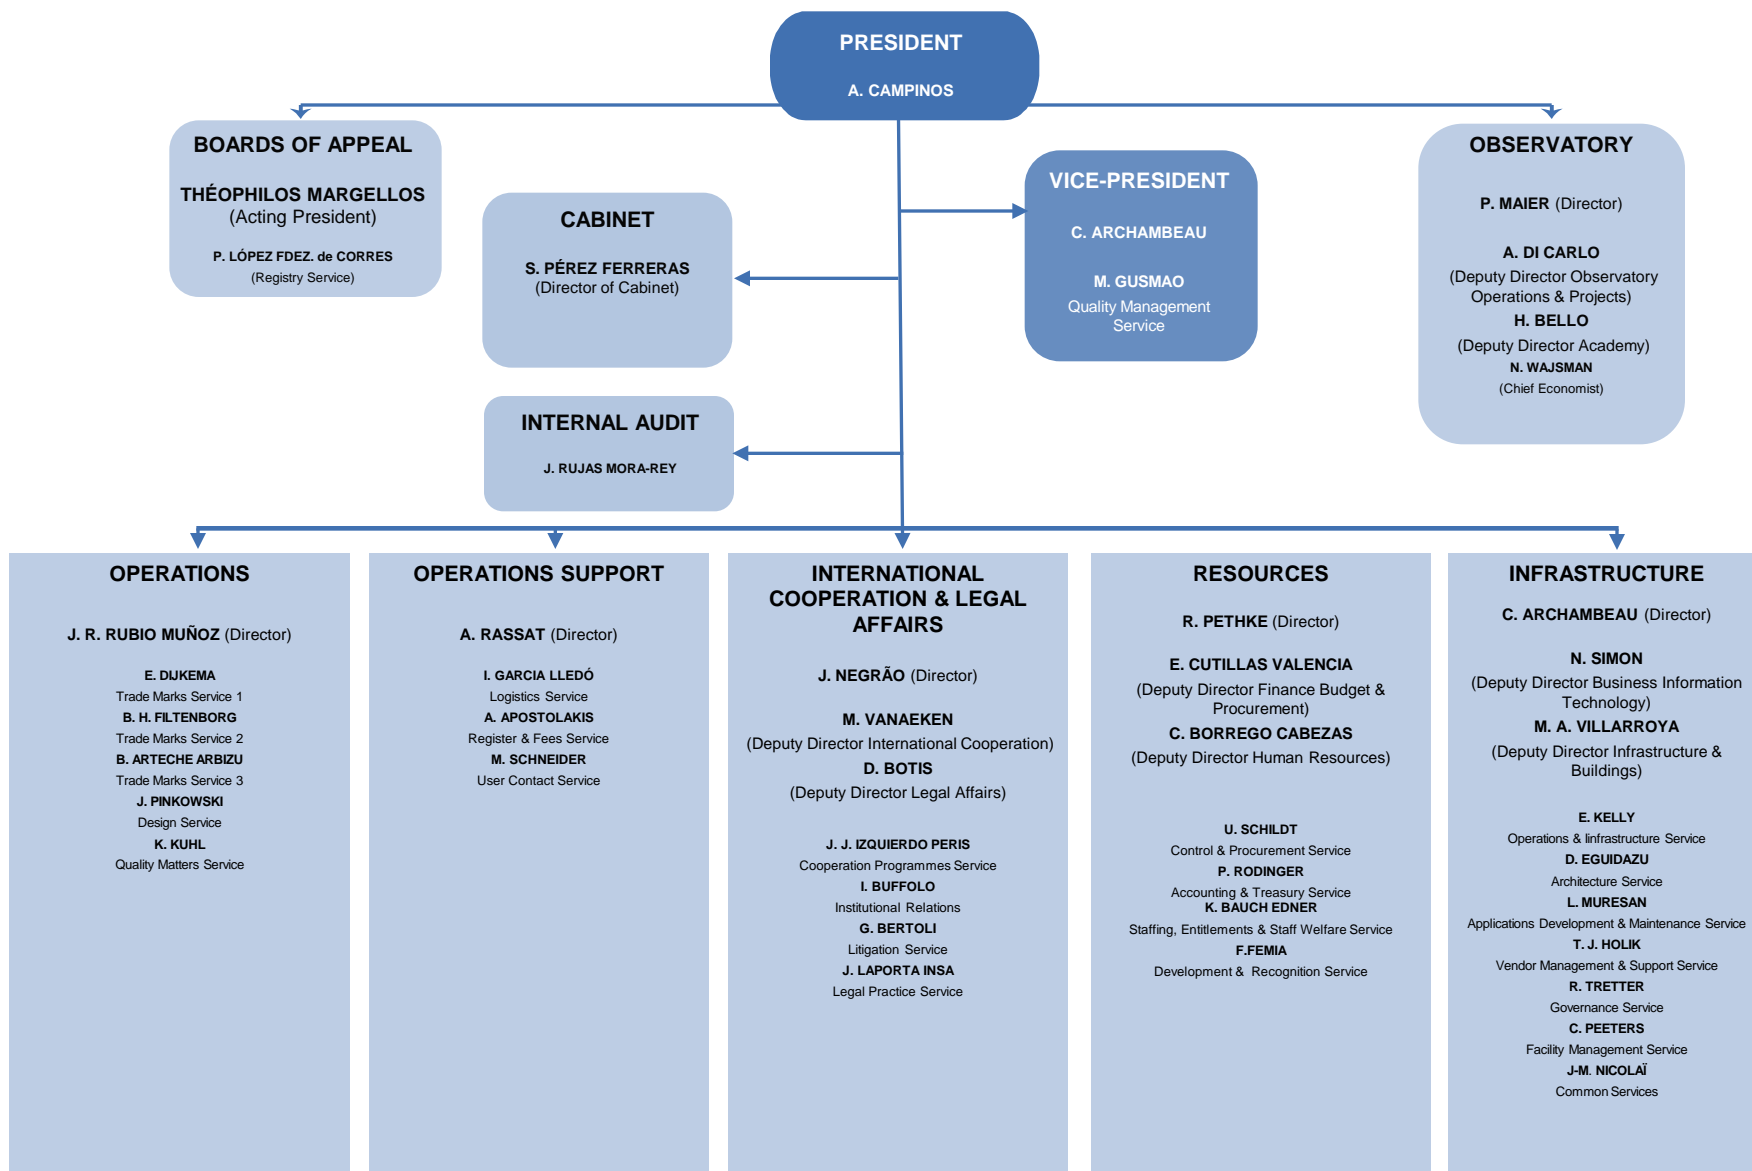 PRESIDENT
A. CAMPINOS
BOARDS OF APPEAL
THÉOPHILOS MARGELLOS
(Acting President)
P. LÓPEZ FDEZ. de CORRES
(Registry Service)
CABINET
S. PÉREZ FERRERAS
(Director of Cabinet)
VICE-PRESIDENT
C. ARCHAMBEAU
M. GUSMAO
Quality Management
Service
OBSERVATORY
P. MAIER (Director)
A. DI CARLO
(Deputy Director Observatory
Operations & Projects)
H. BELLO
(Deputy Director Academy)
N. WAJSMAN
(Chief Economist)
INTERNAL AUDIT
J. RUJAS MORA-REY
OPERATIONS
J. R. RUBIO MUÑOZ (Director)
E. DIJKEMA
Trade Marks Service 1
B. H. FILTENBORG
Trade Marks Service 2
B. ARTECHE ARBIZU
Trade Marks Service 3
J. PINKOWSKI
Design Service
K. KUHL
Quality Matters Service
OPERATIONS SUPPORT
A. RASSAT (Director)
I. GARCIA LLEDÓ
Logistics Service
A. APOSTOLAKIS
Register & Fees Service
M. SCHNEIDER
User Contact Service
INTERNATIONAL
COOPERATION & LEGAL
AFFAIRS
J. NEGRÃO (Director)
M. VANAEKEN
(Deputy Director International Cooperation)
D. BOTIS
(Deputy Director Legal Affairs)
J. J. IZQUIERDO PERIS
Cooperation Programmes Service
I. BUFFOLO
Institutional Relations
G. BERTOLI
Litigation Service
J. LAPORTA INSA
Legal Practice Service
RESOURCES
R. PETHKE (Director)
E. CUTILLAS VALENCIA
(Deputy Director Finance Budget &
Procurement)
C. BORREGO CABEZAS
(Deputy Director Human Resources)
U. SCHILDT
Control & Procurement Service
P. RODINGER
Accounting & Treasury Service
K. BAUCH EDNER
Staffing, Entitlements & Staff Welfare Service
F.FEMIA
Development & Recognition Service
INFRASTRUCTURE
C. ARCHAMBEAU (Director)
N. SIMON
(Deputy Director Business Information
Technology)
M. A. VILLARROYA
(Deputy Director Infrastructure &
Buildings)
E. KELLY
Operations & Iinfrastructure Service
D. EGUIDAZU
Architecture Service
L. MURESAN
Applications Development & Maintenance Service
T. J. HOLIK
Vendor Management & Support Service
R. TRETTER
Governance Service
C. PEETERS
Facility Management Service
J-M. NICOLAÏ
Common Services